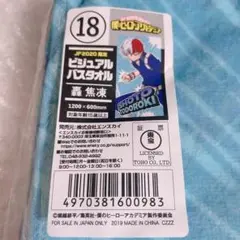 18
僕のヒーローアカデミア
JF2020 限定
ビジュアル
バスタオル
轟 焦凍
1200×600mm
SHOTO
TODOROKI
発売元：株式会社エンスカイ
LICENSED
BY
TOHO CO., LTD.
4970381600983
©堀越耕平／集英社・僕のヒーローアカデミア製作委員会
FOR SALE IN JAPAN ONLY 2019 MADE IN CHINA, CZZZ